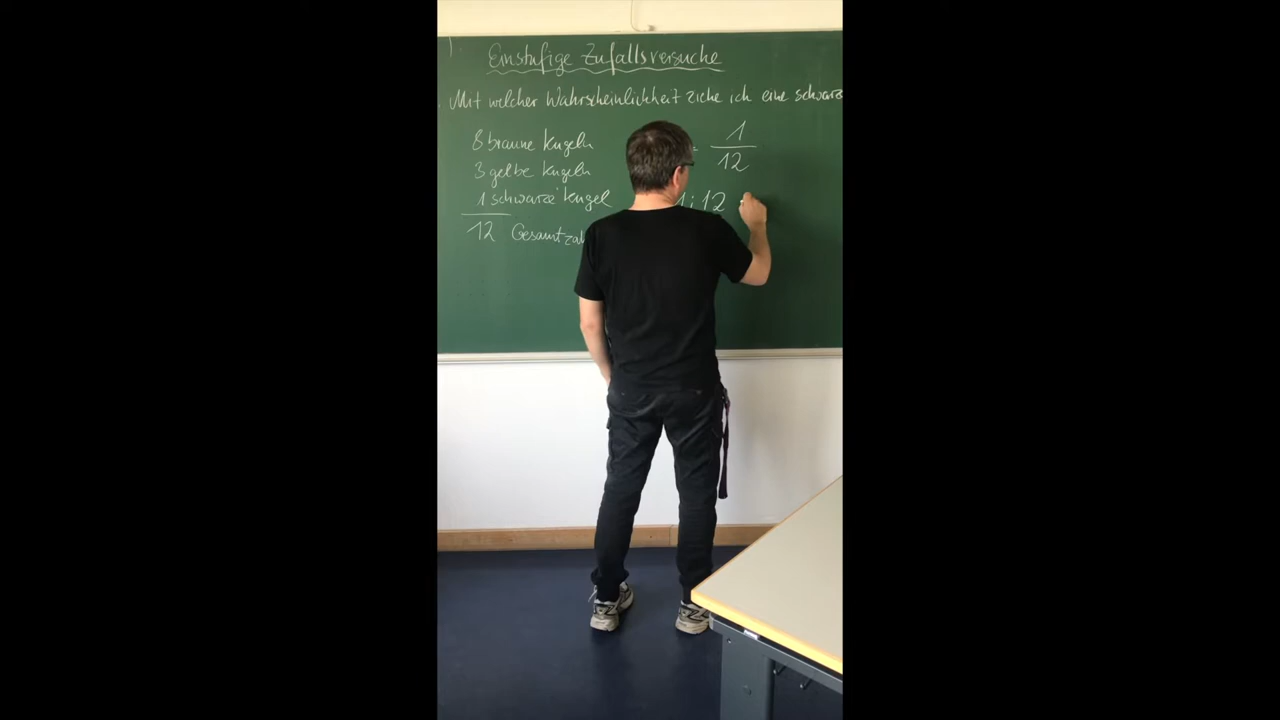 Einstufige Zufallsversuche
Mit welcher Wahrscheinlichkeit ziehe ich eine schwarze
8 braune Kugeln
3 gelbe Kugeln
1 schwarze Kugel
12 Gesamtzahl
= 1
12
1:12 =